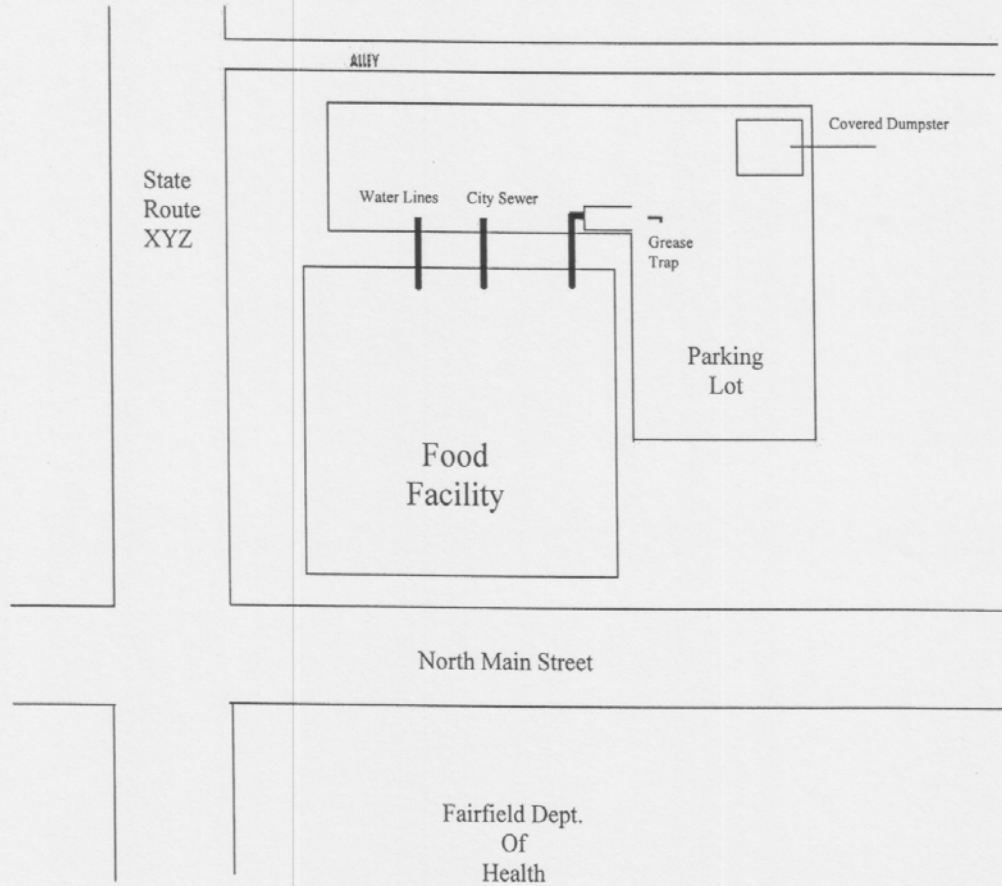 ALLEY
Covered Dumpster
State
Route
XYZ
Water Lines
City Sewer
Grease
Trap
Parking
Lot
Food
Facility
North Main Street
Fairfield Dept.
Of
Health